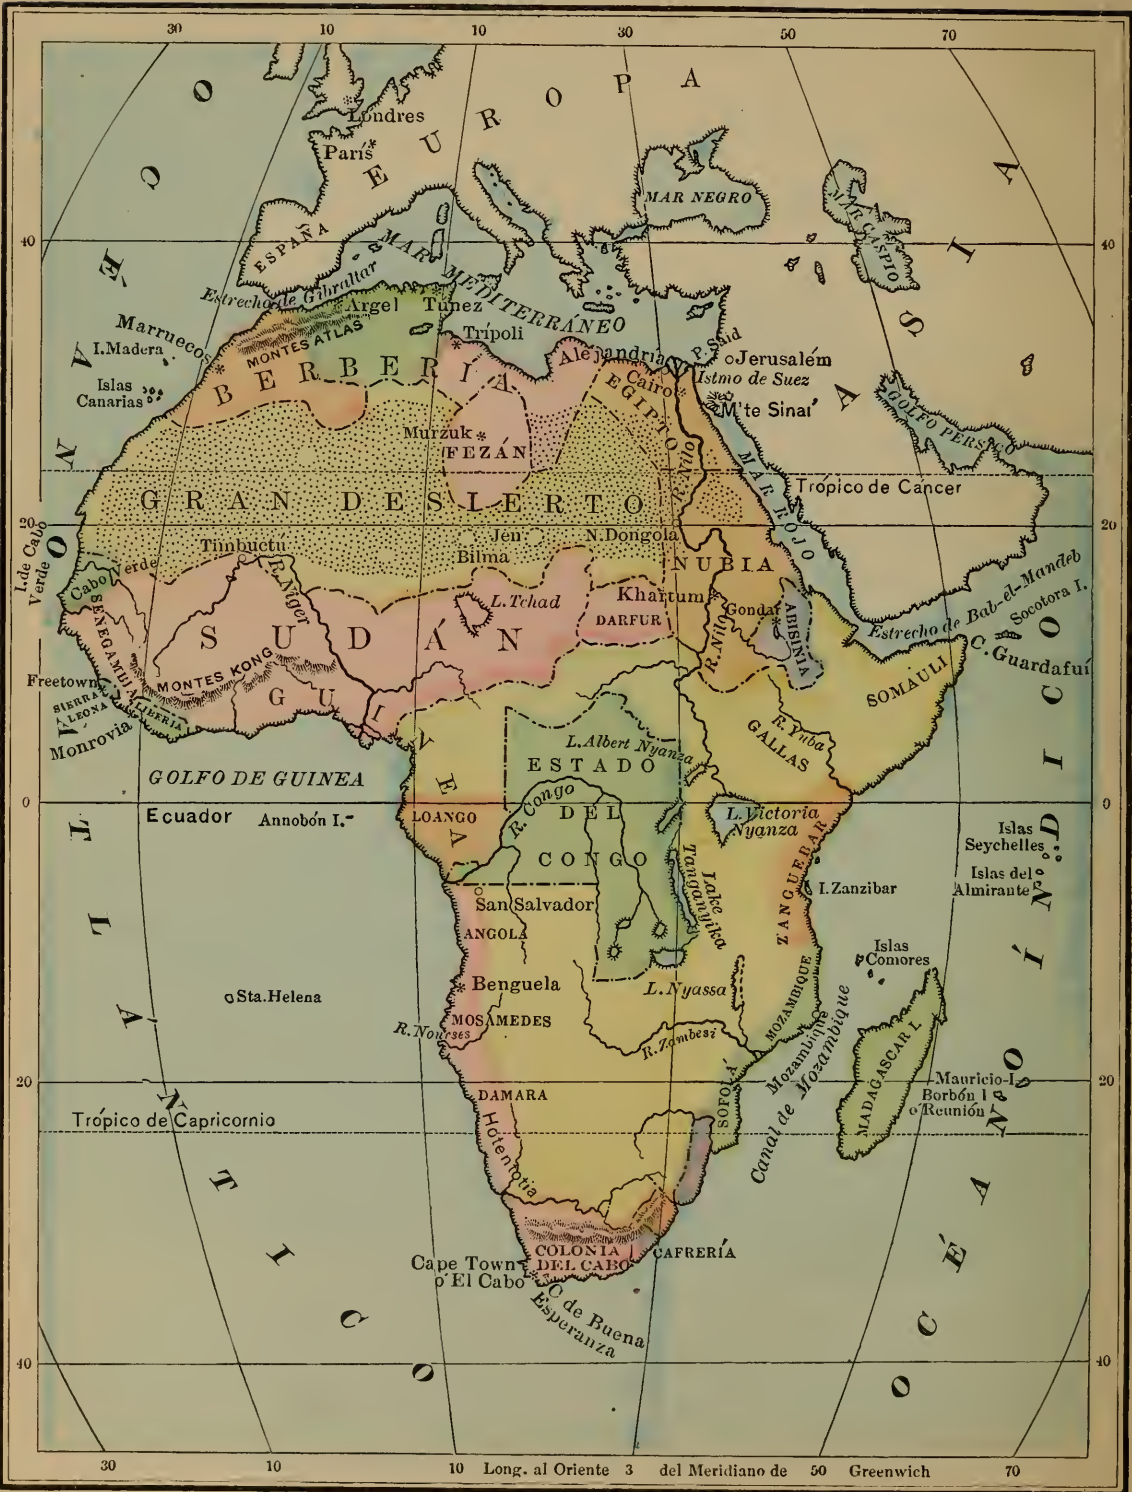 30 10 10 30 50 70
OCÉANO ATLÁNTICO
EUROPA
ASIA
Londres
París
ESPAÑA
MAR NEGRO
MAR CASPIO
40
40
MAR MEDITERRÁNEO
Estrecho de Gibraltar
Argel
Túnez
Trípoli
MONTES ATLAS
Marruecos
I.Madera
Islas
Canarias
BERBERIA
Alejandría
P. Said
Jerusalém
Istmo de Suez
Cairo
M'te Sinaí
EGIPTO
R. Nilo
GOLFO PERSICO
MAR ROJO
Murzuk
FEZÁN
Trópico de Cáncer
GRAN DESIERTO
20
20
I. de Cabo
Verde
Cabo Verde
Timbuctu
R. Niger
Jen
Bilma
N. Dongola
NUBIA
L. Tchad
Khartum
DARFUR
Gondar
ABISINIA
R. Nilo
Estrecho de Bab-el-Mandeb
Socotora I.
C. Guardafuí
SOMAULI
SENEGAMBIA
SUDÁN
MONTES KONG
Freetown
SIERRA
LEONA
LIBERIA
Monrovia
GUINEA
GOLFO DE GUINEA
L. Albert Nyanza
R. Yuba
GALLAS
ESTADO
DEL
CONGO
R. Congo
0
0
Ecuador
Annobón I.
LOANGO
L. Victoria
Nyanza
ZANGUEBAR
Lake
Tanganyika
I. Zanzibar
Islas
Seychelles
Islas del
Almirante
San Salvador
ANGOLA
Benguela
MOSÁMEDES
R. Nourses
Sta. Helena
L. Nyassa
Islas
Comores
MOZAMBIQUE
Mozambique
Canal de Mozambique
R. Zambesi
SOFOLÁ
MADAGASCAR I.
20
20
DAMARA
Mauricio I.
Borbón I
o' Reunión
Trópico de Capricornio
Hotentotia
COLONIA
DEL CABO
CAFRERÍA
Cape Town
o' El Cabo
C de Buena
Esperanza
OCÉANO ÍNDICO
40
40
30 10 10 Long. al Oriente 3 del Meridiano de 50 Greenwich 70